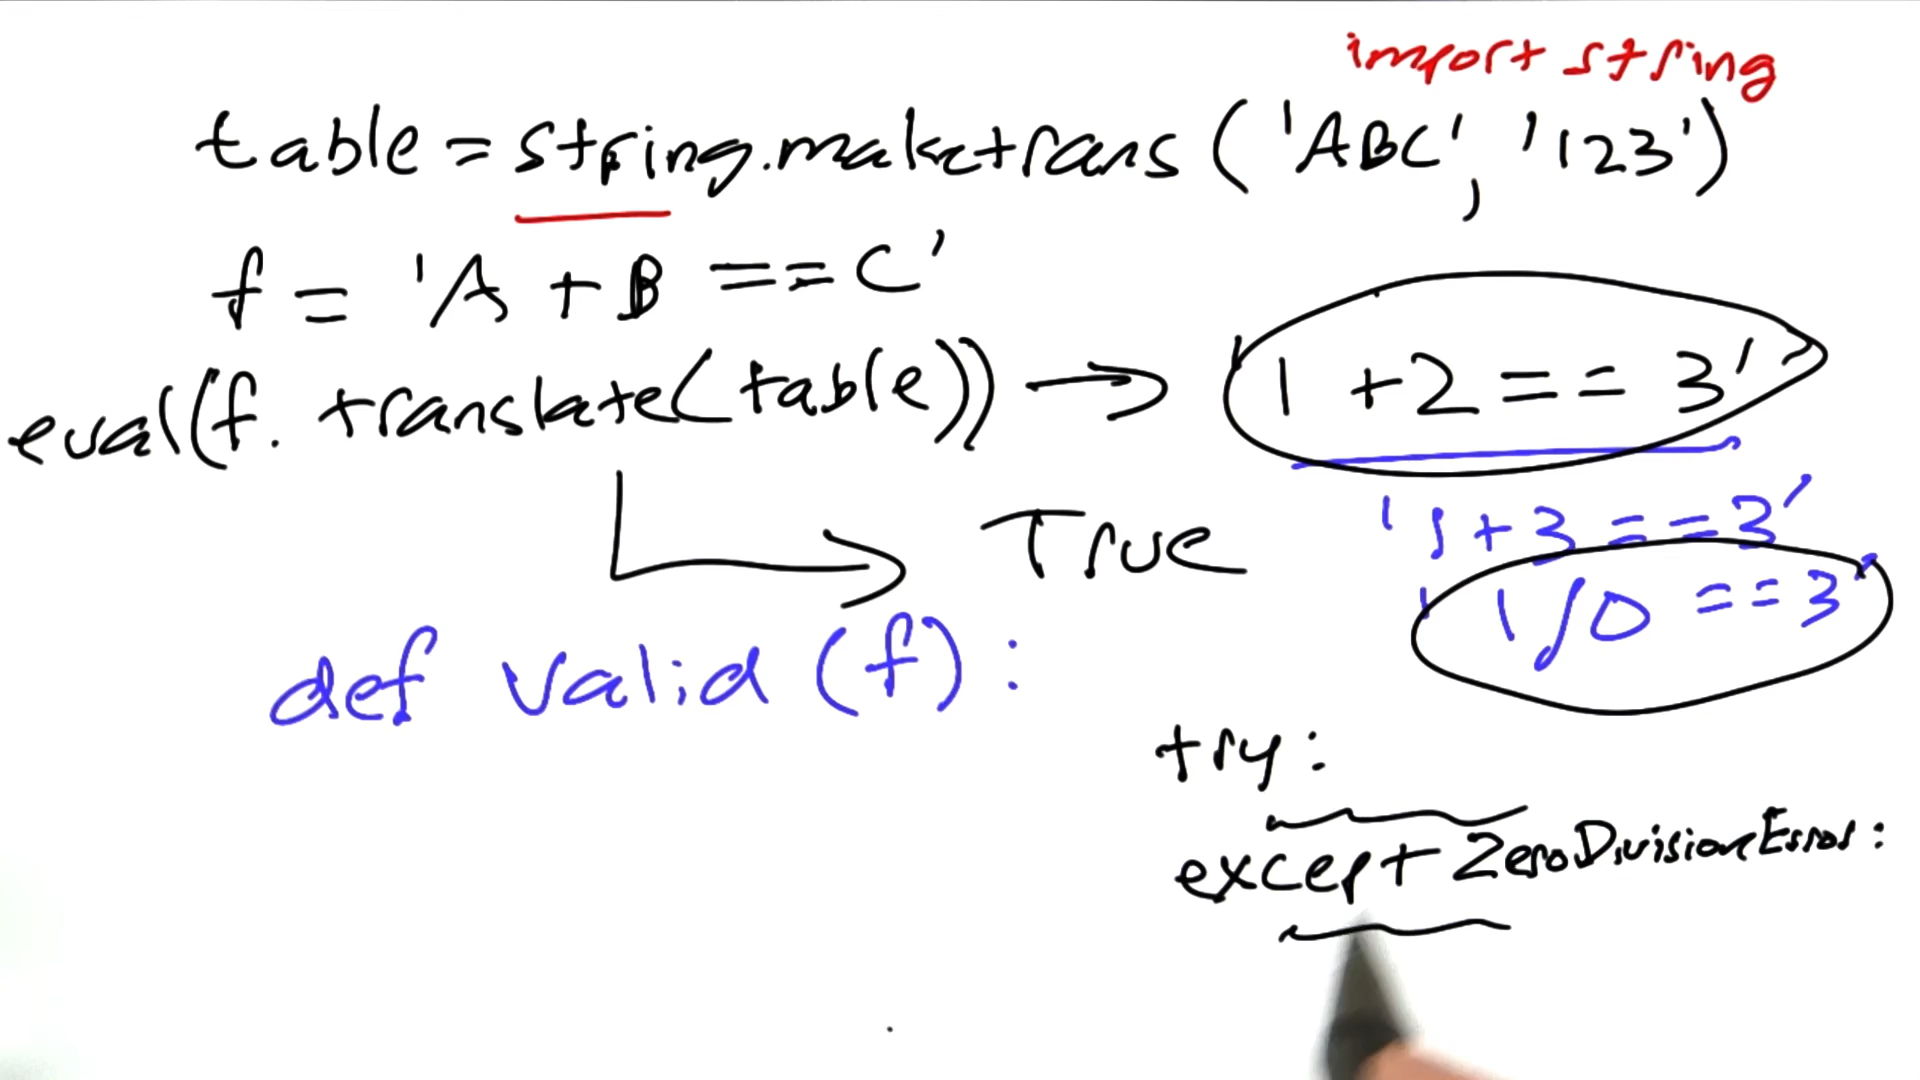 import string
table = string.maketrans('ABC', '123')
f = 'A + B == C'
eval(f.translate(table)) → 1 + 2 == 3'
'1+3 == 3'
True
'1/0 == 3'
def valid(f):
try:
except ZeroDivisionError: